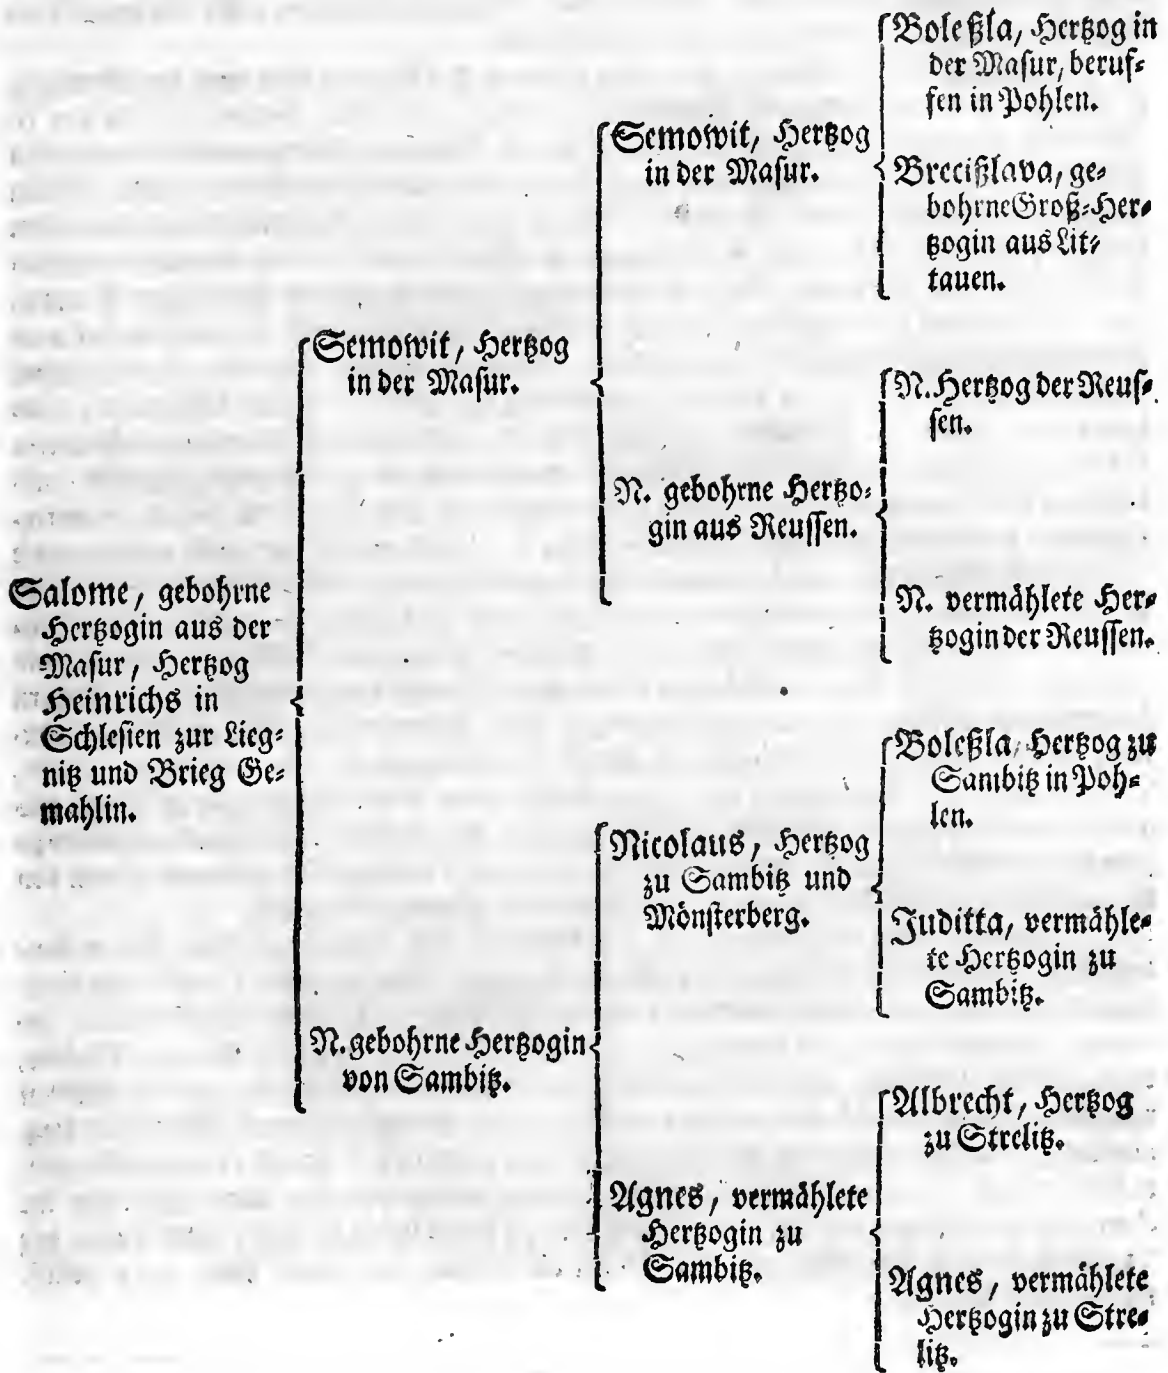 Salome, gebohrne
Hertzogin aus der
Masur, Hertzog
Heinrichs in
Schlesien zur Lieg-
nitz und Brieg Ge-
mahlin.
Semowit, Hertzog
in der Masur.
N. gebohrne Hertzogin
von Sambitz.
Semowit, Hertzog
in der Masur.
N. gebohrne Hertzo-
gin aus Reussen.
Nicolaus, Hertzog
zu Sambitz und
Mönsterberg.
Agnes, vermählete
Hertzogin zu
Sambitz.
Boleßla, Hertzog in
der Masur, beruf-
fen in Pohlen.
Brecißlava, ge-
bohrne Groß-Her-
tzogin aus Lit-
tauen.
N. Hertzog der Reus-
sen.
N. vermählete Her-
tzogin der Reussen.
Boleßla, Hertzog zu
Sambitz in Poh-
len.
Juditta, vermähle-
te Hertzogin zu
Sambitz.
Albrecht, Hertzog
zu Strelitz.
Agnes, vermählete
Hertzogin zu Stre-
litz.